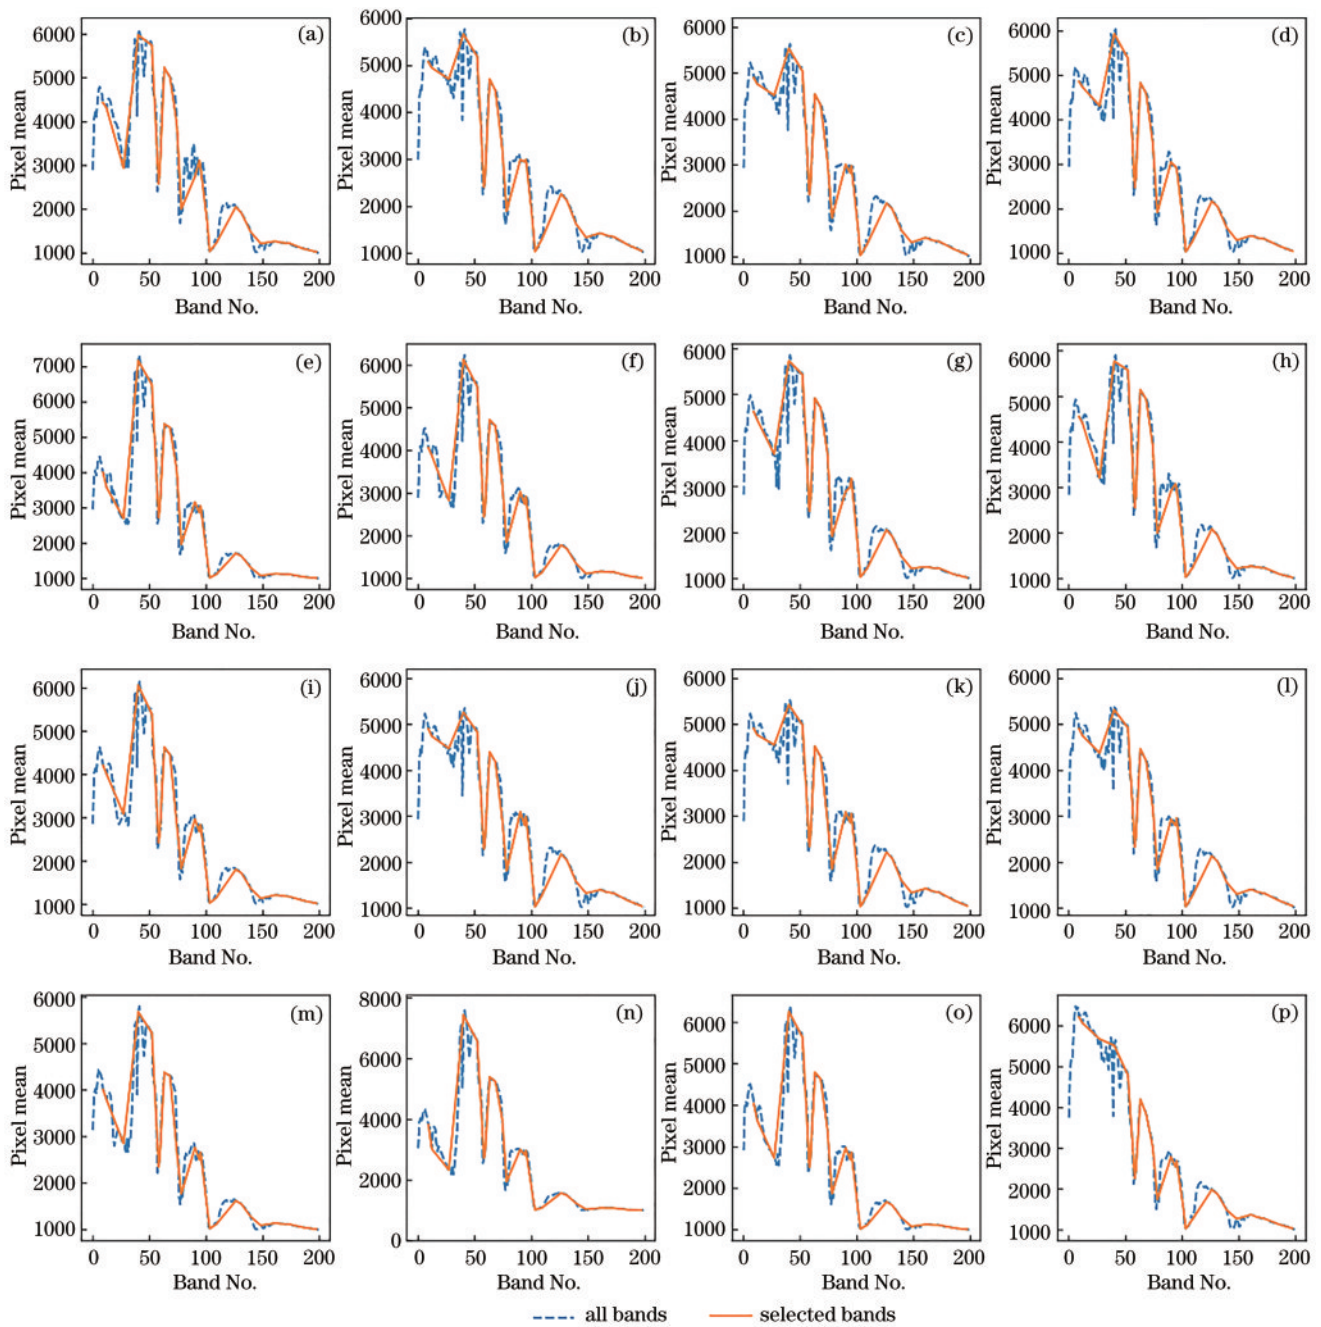 (a) (b) (c) (d)
Pixel mean Pixel mean Pixel mean Pixel mean
6000 6000 6000 6000
5000 5000 5000 5000
4000 4000 4000 4000
3000 3000 3000 3000
2000 2000 2000 2000
1000 1000 1000 1000
0 50 100 150 200 0 50 100 150 200 0 50 100 150 200 0 50 100 150 200
Band No. Band No. Band No. Band No.
(e) (f) (g) (h)
Pixel mean Pixel mean Pixel mean Pixel mean
7000
6000 6000 6000 6000
5000 5000 5000 5000
4000 4000 4000 4000
3000 3000 3000 3000
2000 2000 2000 2000
1000 1000 1000 1000
0 50 100 150 200 0 50 100 150 200 0 50 100 150 200 0 50 100 150 200
Band No. Band No. Band No. Band No.
(i) (j) (k) (l)
Pixel mean Pixel mean Pixel mean Pixel mean
6000 6000 6000 6000
5000 5000 5000 5000
4000 4000 4000 4000
3000 3000 3000 3000
2000 2000 2000 2000
1000 1000 1000 1000
0 50 100 150 200 0 50 100 150 200 0 50 100 150 200 0 50 100 150 200
Band No. Band No. Band No. Band No.
(m) (n) (o) (p)
Pixel mean Pixel mean Pixel mean Pixel mean
6000 8000 6000 6000
5000 6000 5000 5000
4000 4000 4000 4000
3000 2000 3000 3000
2000 0 2000 2000
1000 1000 1000
0 50 100 150 200 0 50 100 150 200 0 50 100 150 200 0 50 100 150 200
Band No. Band No. Band No. Band No.
all bands selected bands